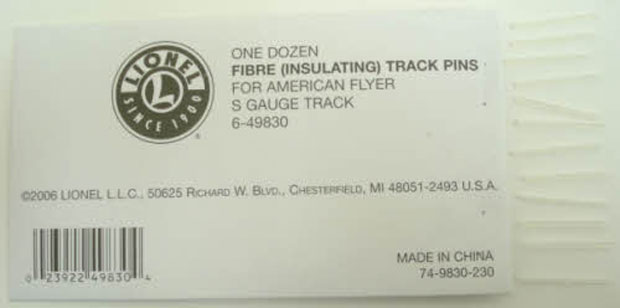 LIONEL
L
SINCE 1900
®
ONE DOZEN
FIBRE (INSULATING) TRACK PINS
FOR AMERICAN FLYER
S GAUGE TRACK
6-49830
©2006 LIONEL L.L.C., 50625 RICHARD W. BLVD., CHESTERFIELD, MI 48051-2493 U.S.A.
0 23922 49830 4
MADE IN CHINA
74-9830-230